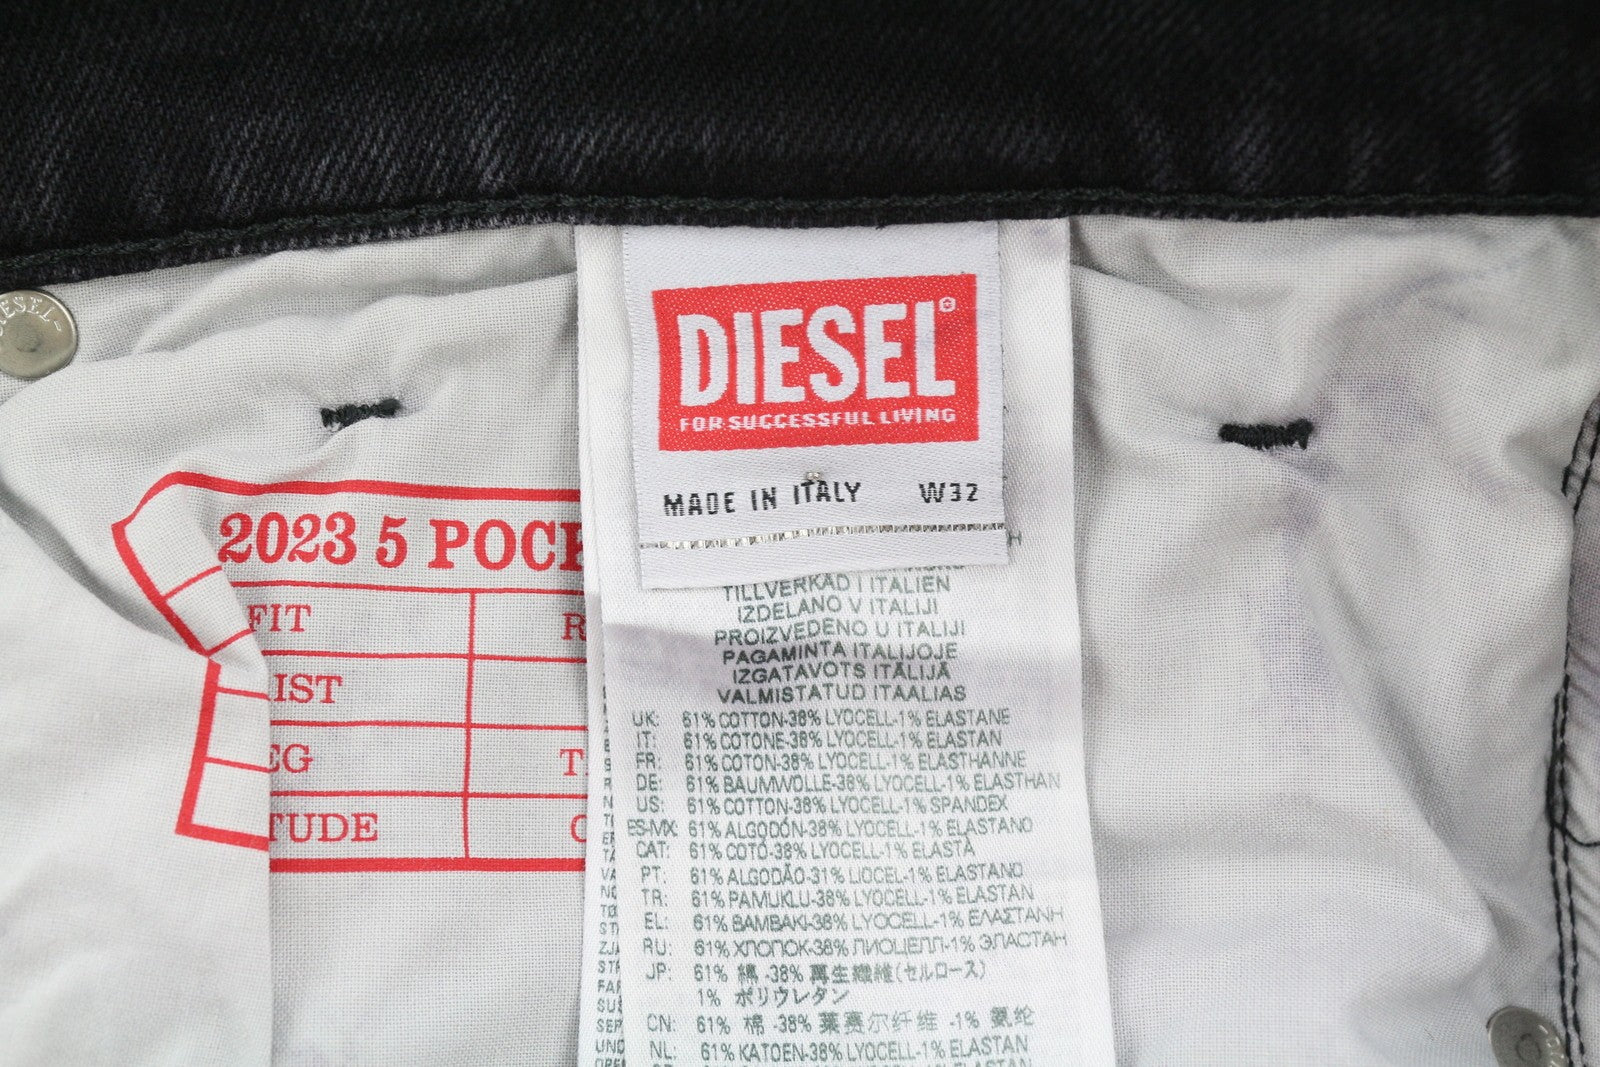 DIESEL
FOR SUCCESSFUL LIVING
MADE IN ITALY W32
2023 5 POCK
FIT R
IST
EG T
TUDE
TILLVERKAD I ITALIEN
IZDELANO V ITALIJI
PROIZVEDENO U ITALIJI
PAGAMINTA ITALIJOJE
IZGATAVOTS ITĀLIJĀ
VALMISTATUD ITAALIAS
UK: 61% COTTON-38% LYOCELL-1% ELASTANE
IT: 61% COTONE-38% LYOCELL-1% ELASTAN
FR: 61% COTON-38% LYOCELL-1% ELASTHANNE
DE: 61% BAUMWOLLE-38% LYOCELL-1% ELASTHAN
US: 61% COTTON-38% LYOCELL-1% SPANDEX
ES-MX: 61% ALGODÓN-38% LYOCELL-1% ELASTANO
CAT: 61% COTÓ-38% LYOCELL-1% ELASTÀ
PT: 61% ALGODÃO-31% LIOCEL-1% ELASTANO
TR: 61% PAMUKLU-38% LYOCELL-1% ELASTAN
EL: 61% BAMBAKI-38% LYOCELL-1% ΕΛΑΣΤΑΝΗ
RU: 61% ХЛОПОК-38% ЛИОЦЕЛЛ-1% ЭЛАСТАН
JP: 61% 綿 -38% 再生繊維(セルロース)
1% ポリウレタン
CN: 61% 棉 -38% 莱赛尔纤维 -1% 氨纶
NL: 61% KATOEN-38% LYOCELL-1% ELASTAN